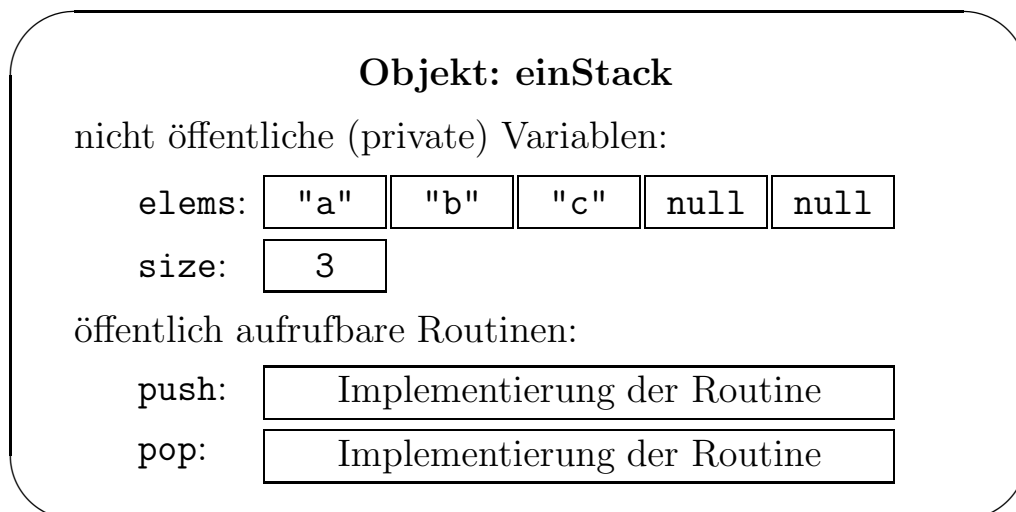 Objekt: einStack
nicht öffentliche (private) Variablen:
elems: "a" "b" "c" null null
size: 3
öffentlich aufrufbare Routinen:
push: Implementierung der Routine
pop: Implementierung der Routine